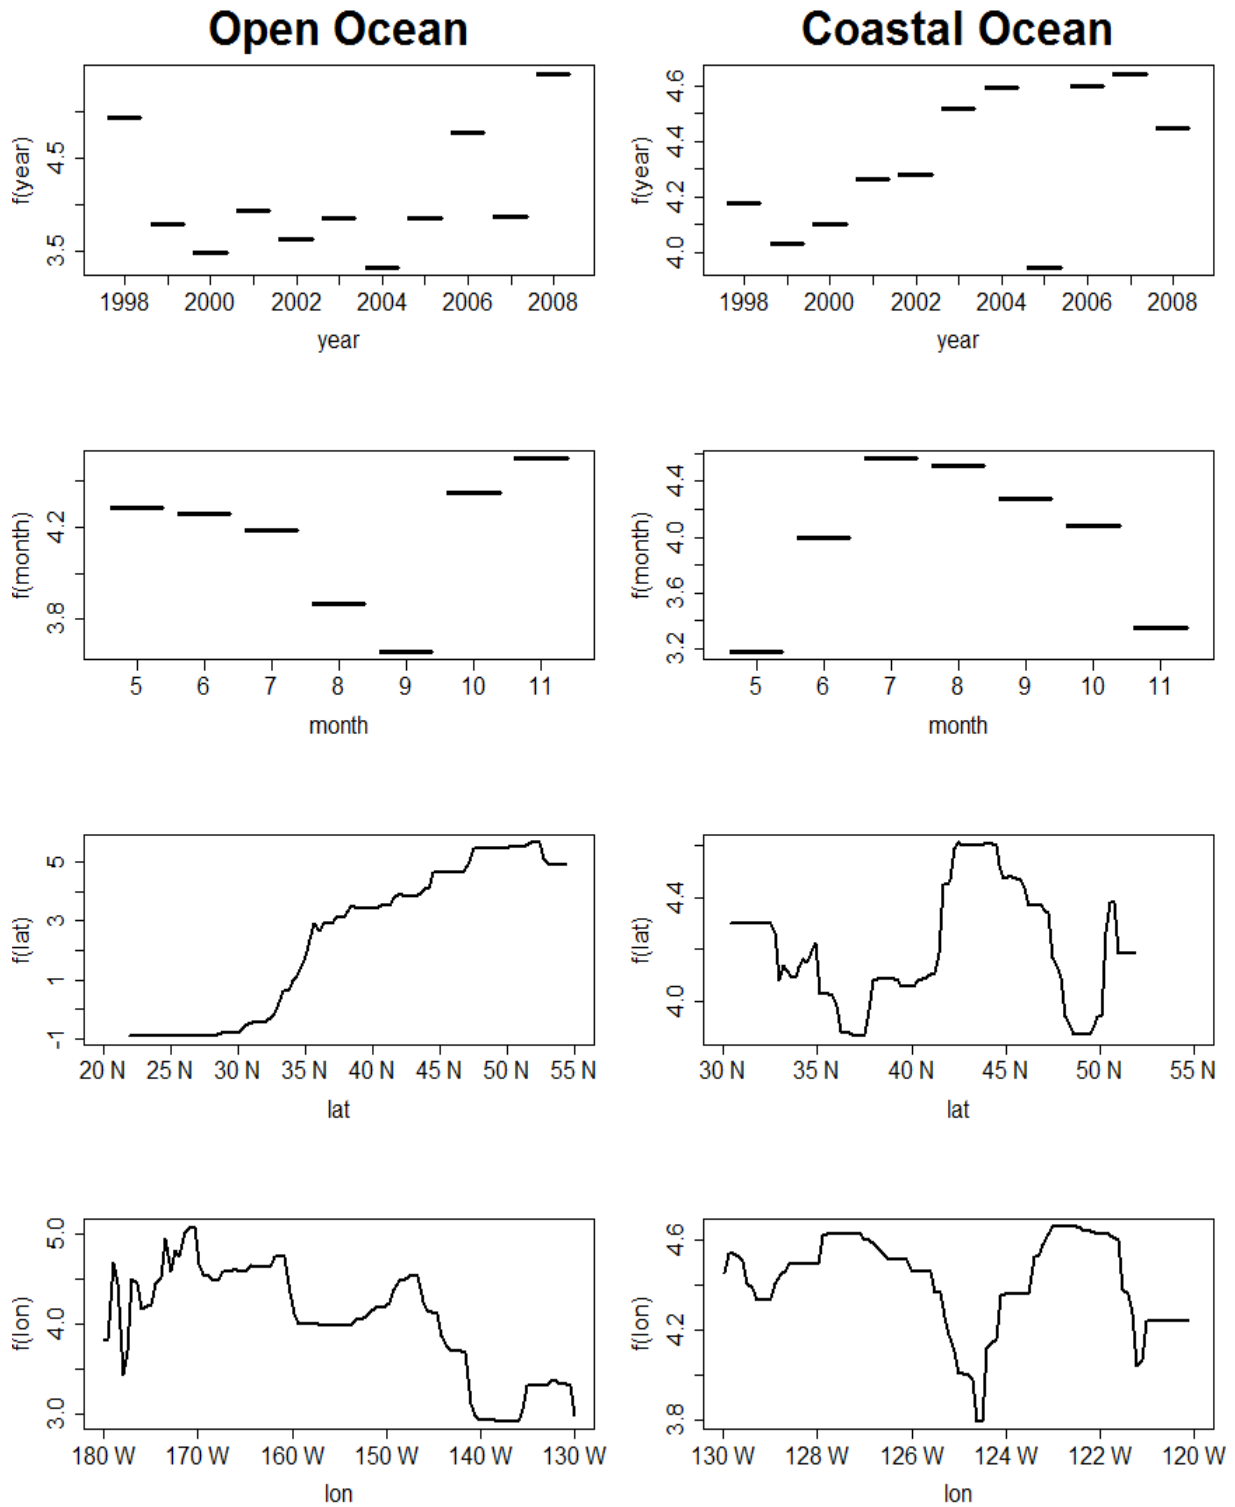 Open Ocean Coastal Ocean
f(year) 3.5 4.5
1998 2000 2002 2004 2006 2008
year
f(year) 4.0 4.2 4.4 4.6
1998 2000 2002 2004 2006 2008
year
f(month) 3.8 4.2
5 6 7 8 9 10 11
month
f(month) 3.2 3.6 4.0 4.4
5 6 7 8 9 10 11
month
f(lat) -1 1 3 5
20 N 25 N 30 N 35 N 40 N 45 N 50 N 55 N
lat
f(lat) 4.0 4.4
30 N 35 N 40 N 45 N 50 N 55 N
lat
f(lon) 3.0 4.0 5.0
180 W 170 W 160 W 150 W 140 W 130 W
lon
f(lon) 3.8 4.2 4.6
130 W 128 W 126 W 124 W 122 W 120 W
lon